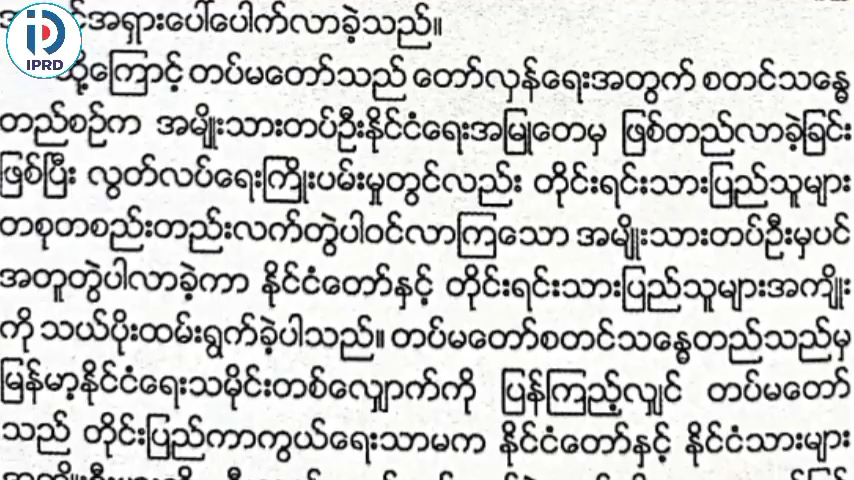 အရှားပေါ်ပေါက်လာခဲ့သည်။
IPRD
ထို့ကြောင့် တပ်မတော်သည် တော်လှန်ရေးအတွက် စတင်သန္ဓေ
တည်စဉ်က အမျိုးသားတပ်ဦးနိုင်ငံရေးအမြုတေမှ ဖြစ်တည်လာခဲ့ခြင်း
ဖြစ်ပြီး လွတ်လပ်ရေးကြိုးပမ်းမှုတွင်လည်း တိုင်းရင်းသားပြည်သူများ
တစုတစည်းတည်းလက်တွဲပါဝင်လာကြသော အမျိုးသားတပ်ဦးမှပင်
အတူတွဲပါလာခဲ့ကာ နိုင်ငံတော်နှင့် တိုင်းရင်းသားပြည်သူများအကျိုး
ကို သယ်ပိုးထမ်းရွက်ခဲ့ပါသည်။ တပ်မတော်စတင်သန္ဓေတည်သည်မှ
မြန်မာ့နိုင်ငံရေးသမိုင်းတစ်လျှောက်ကို ပြန်ကြည့်လျှင် တပ်မတော်
သည် တိုင်းပြည်ကာကွယ်ရေးသာမက နိုင်ငံတော်နှင့် နိုင်ငံသားများ